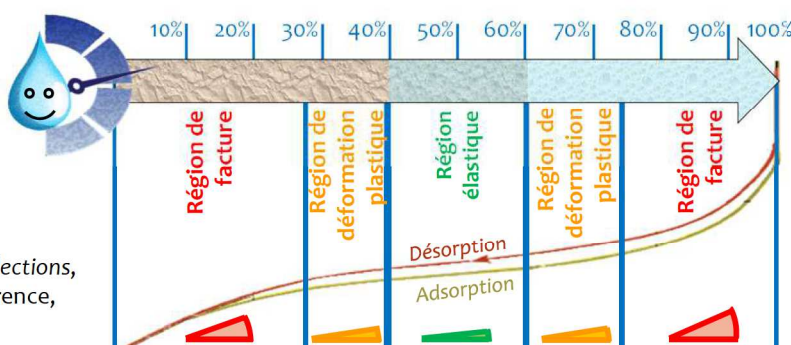 10% 20% 30% 40% 50% 60% 70% 80% 90% 100%
Région de
facture
Région de
déformation
plastique
Région
élastique
Région de
déformation
plastique
Région de
facture
Désorption
Adsorption
ections,
rence,